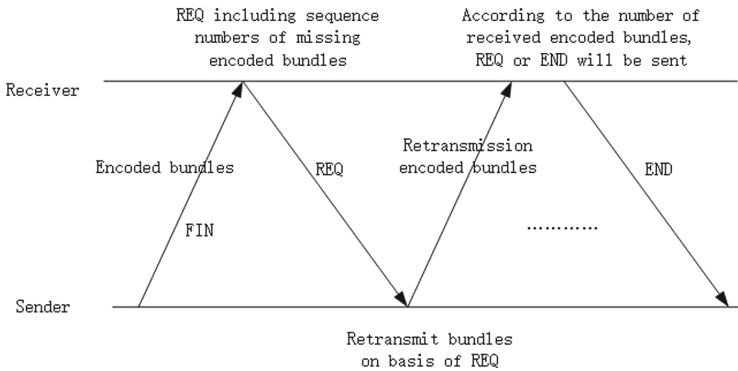 REQ including sequence
numbers of missing
encoded bundles
According to the number of
received encoded bundles,
REQ or END will be sent
Receiver
Encoded bundles
REQ
Retransmission
encoded bundles
END
FIN
…………
Sender
Retransmit bundles
on basis of REQ